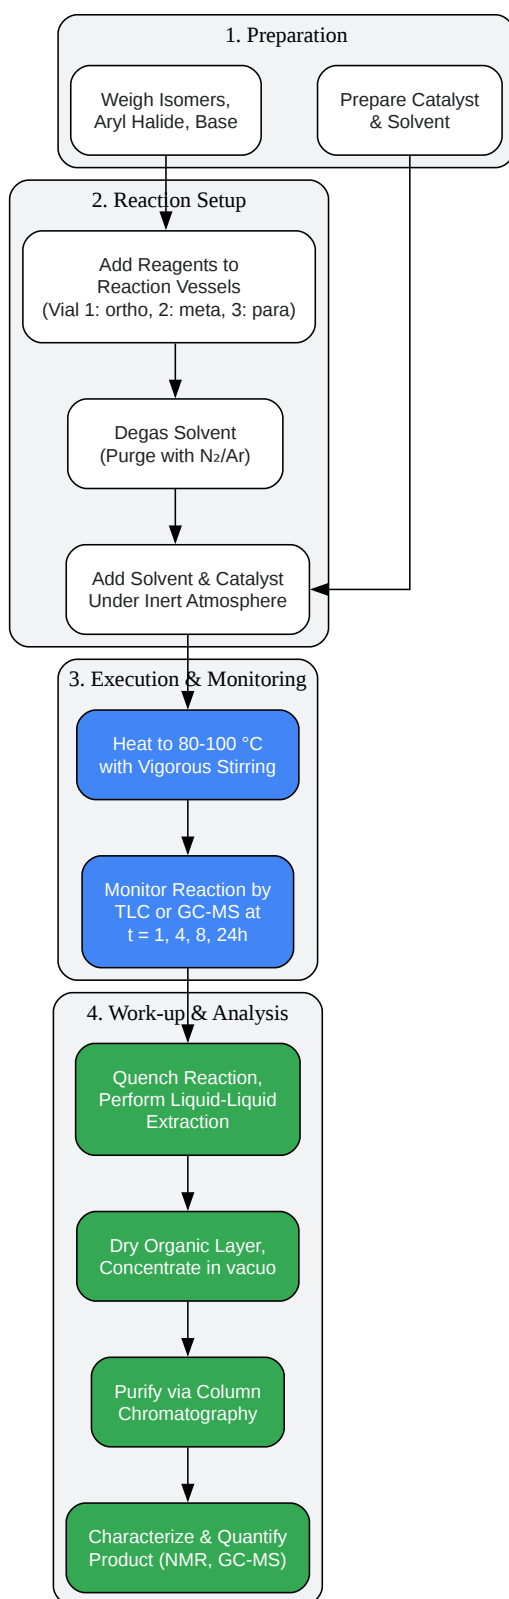 1. Preparation
Weigh Isomers,
Aryl Halide, Base
Prepare Catalyst
& Solvent
2. Reaction Setup
Add Reagents to
Reaction Vessels
(Vial 1: ortho, 2: meta, 3: para)
Degas Solvent
(Purge with N₂/Ar)
Add Solvent & Catalyst
Under Inert Atmosphere
3. Execution & Monitoring
Heat to 80-100 °C
with Vigorous Stirring
Monitor Reaction by
TLC or GC-MS at
t = 1, 4, 8, 24h
4. Work-up & Analysis
Quench Reaction,
Perform Liquid-Liquid
Extraction
Dry Organic Layer,
Concentrate in vacuo
Purify via Column
Chromatography
Characterize & Quantify
Product (NMR, GC-MS)